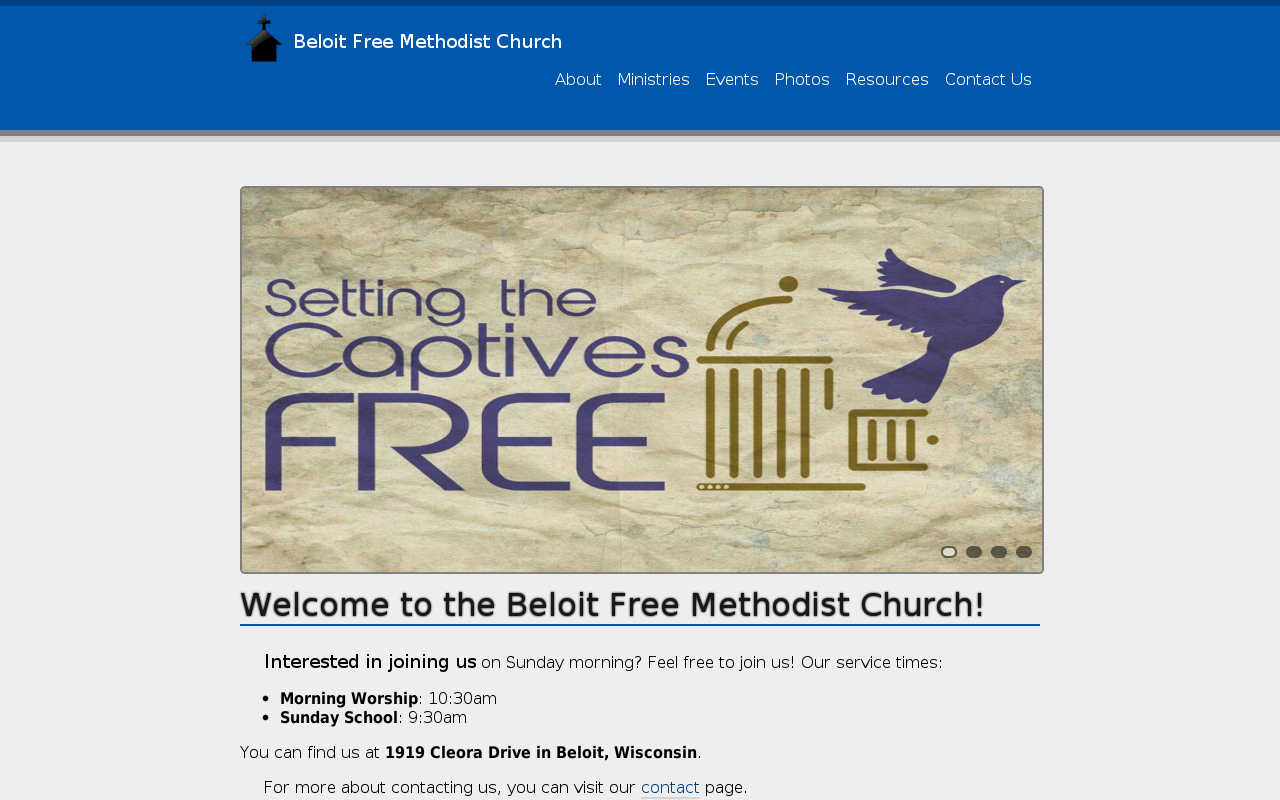 Beloit Free Methodist Church
About Ministries Events Photos Resources Contact Us
Setting the
Captives
FREE
Welcome to the Beloit Free Methodist Church!
Interested in joining us on Sunday morning? Feel free to join us! Our service times:
• Morning Worship: 10:30am
• Sunday School: 9:30am
You can find us at 1919 Cleora Drive in Beloit, Wisconsin.
For more about contacting us, you can visit our contact page.